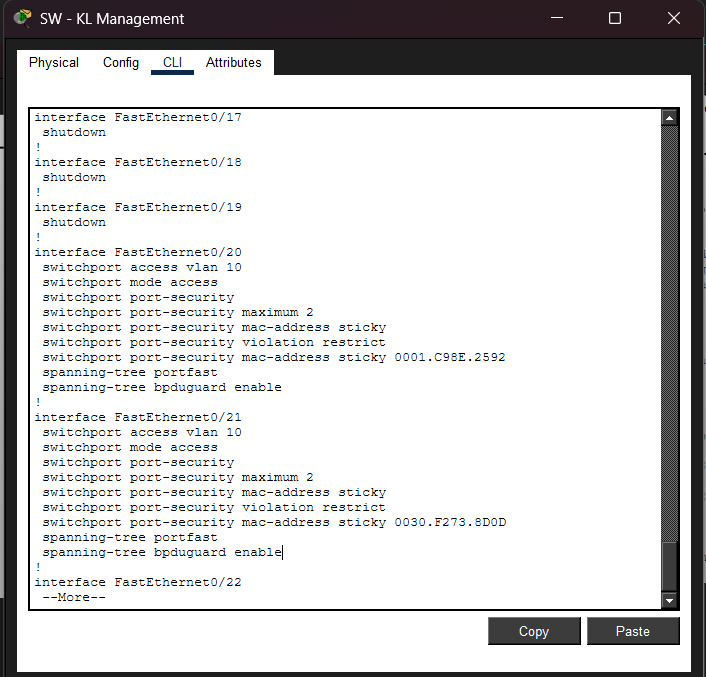 SW - KL Management
Physical Config CLI Attributes
interface FastEthernet0/17
shutdown
!
interface FastEthernet0/18
shutdown
!
interface FastEthernet0/19
shutdown
!
interface FastEthernet0/20
switchport access vlan 10
switchport mode access
switchport port-security
switchport port-security maximum 2
switchport port-security mac-address sticky
switchport port-security violation restrict
switchport port-security mac-address sticky 0001.C98E.2592
spanning-tree portfast
spanning-tree bpduguard enable
!
interface FastEthernet0/21
switchport access vlan 10
switchport mode access
switchport port-security
switchport port-security maximum 2
switchport port-security mac-address sticky
switchport port-security violation restrict
switchport port-security mac-address sticky 0030.F273.8D0D
spanning-tree portfast
spanning-tree bpduguard enable
!
interface FastEthernet0/22
--More--
Copy Paste